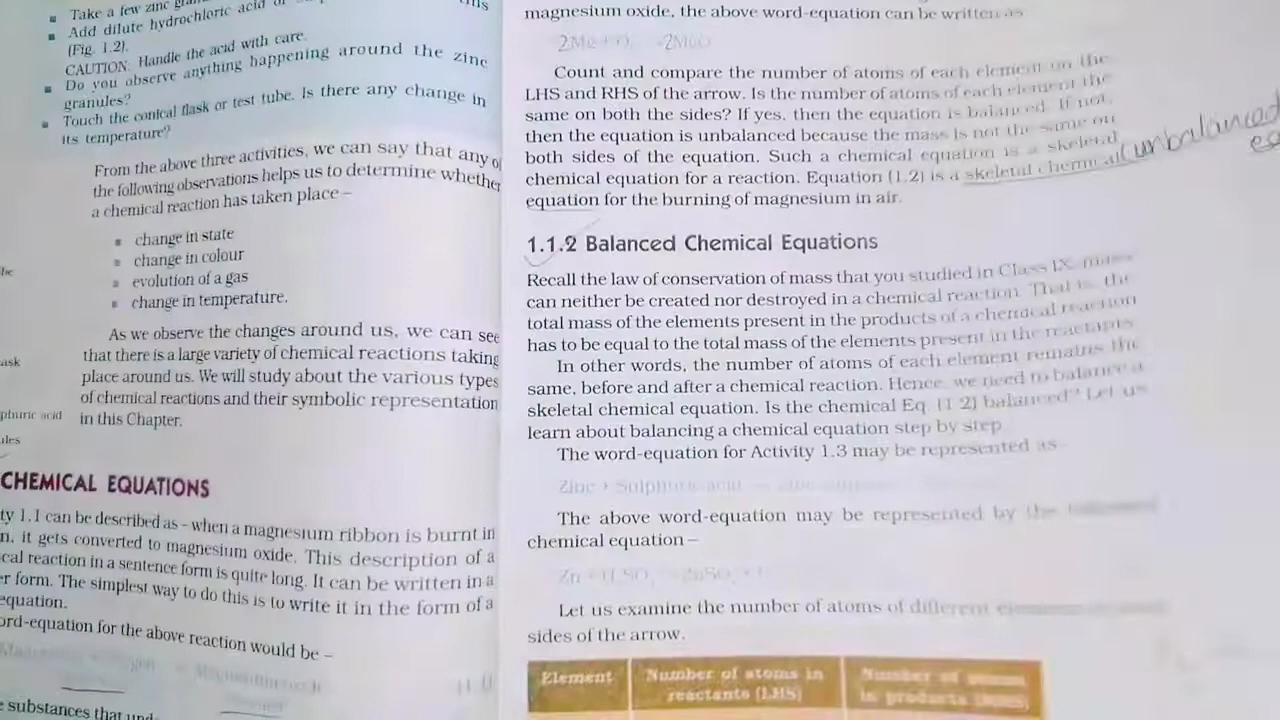 Take a few zinc
Add dilute hydrochloric acid
(Fig. 1.2).
CAUTION: Handle the acid with care.
Do you observe anything happening around the zinc
granules?
Touch the conical flask or test tube. Is there any change in
its temperature?
From the above three activities, we can say that any of
the following observations helps us to determine whether
a chemical reaction has taken place –
change in state
change in colour
evolution of a gas
change in temperature.
As we observe the changes around us, we can see
that there is a large variety of chemical reactions taking
place around us. We will study about the various types
of chemical reactions and their symbolic representation
in this Chapter.
ask
phuric acid
ules
CHEMICAL EQUATIONS
ty 1.1 can be described as – when a magnesium ribbon is burnt in
n, it gets converted to magnesium oxide. This description of a
cal reaction in a sentence form is quite long. It can be written in a
er form. The simplest way to do this is to write it in the form of a
equation.
ord-equation for the above reaction would be –
substances that
magnesium oxide, the above word-equation can be written as
Count and compare the number of atoms of each element on the
LHS and RHS of the arrow. Is the number of atoms of each element the
same on both the sides? If yes, then the equation is balanced. If not,
then the equation is unbalanced because the mass is not the same on
both sides of the equation. Such a chemical equation is a skeletal
chemical equation for a reaction. Equation (1.2) is a skeletal chemical
equation for the burning of magnesium in air.
unbalanced
1.1.2 Balanced Chemical Equations
Recall the law of conservation of mass that you studied in Class IX; mass
can neither be created nor destroyed in a chemical reaction. That is, the
total mass of the elements present in the products of a chemical reaction
has to be equal to the total mass of the elements present in the reactants.
In other words, the number of atoms of each element remains the
same, before and after a chemical reaction. Hence, we need to balance a
skeletal chemical equation. Is the chemical Eq. (1.2) balanced? Let us
learn about balancing a chemical equation step by step.
The word-equation for Activity 1.3 may be represented as –
Zinc + Sulphuric acid
The above word-equation may be represented by the following
chemical equation –
Let us examine the number of atoms of different
sides of the arrow.
Element Number of atoms in Number of atoms
reactants (LHS) in products (RHS)